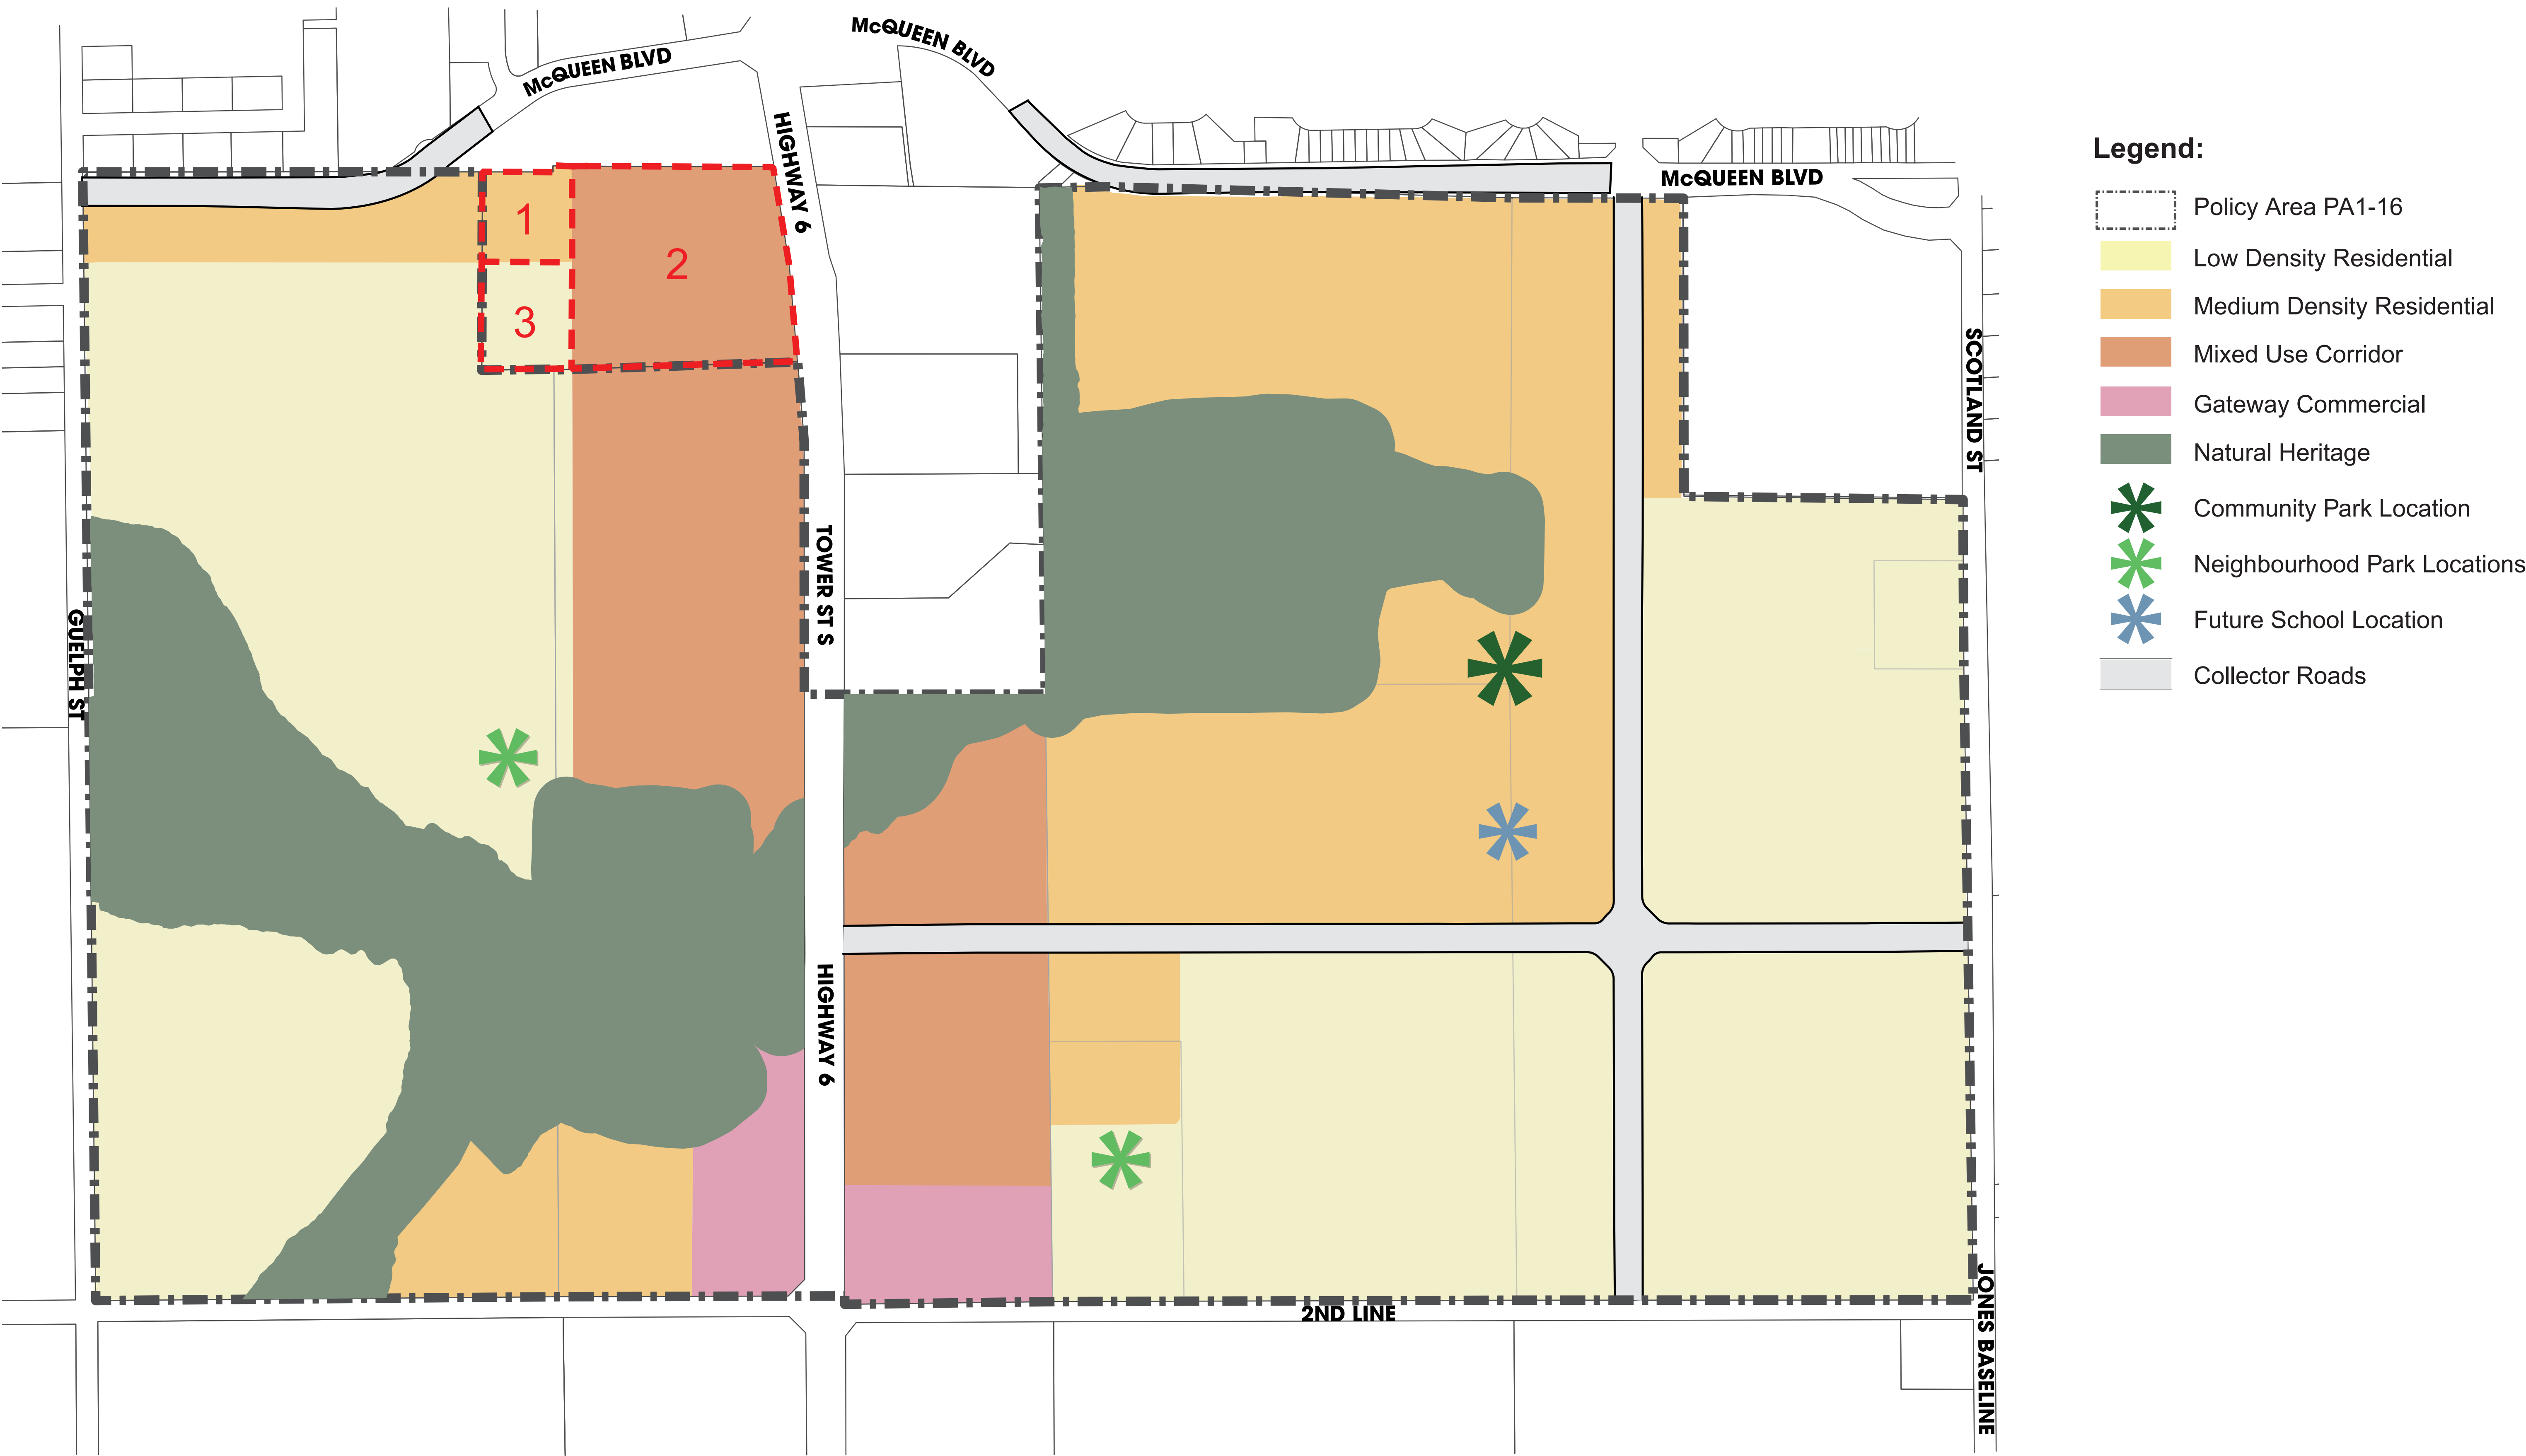 McQUEEN BLVD
McQUEEN BLVD
HIGHWAY 6
McQUEEN BLVD
1
2
3
SCOTLAND ST
TOWER ST S
GUELPH ST
HIGHWAY 6
2ND LINE
JONES BASELINE
Legend:
Policy Area PA1-16
Low Density Residential
Medium Density Residential
Mixed Use Corridor
Gateway Commercial
Natural Heritage
Community Park Location
Neighbourhood Park Locations
Future School Location
Collector Roads